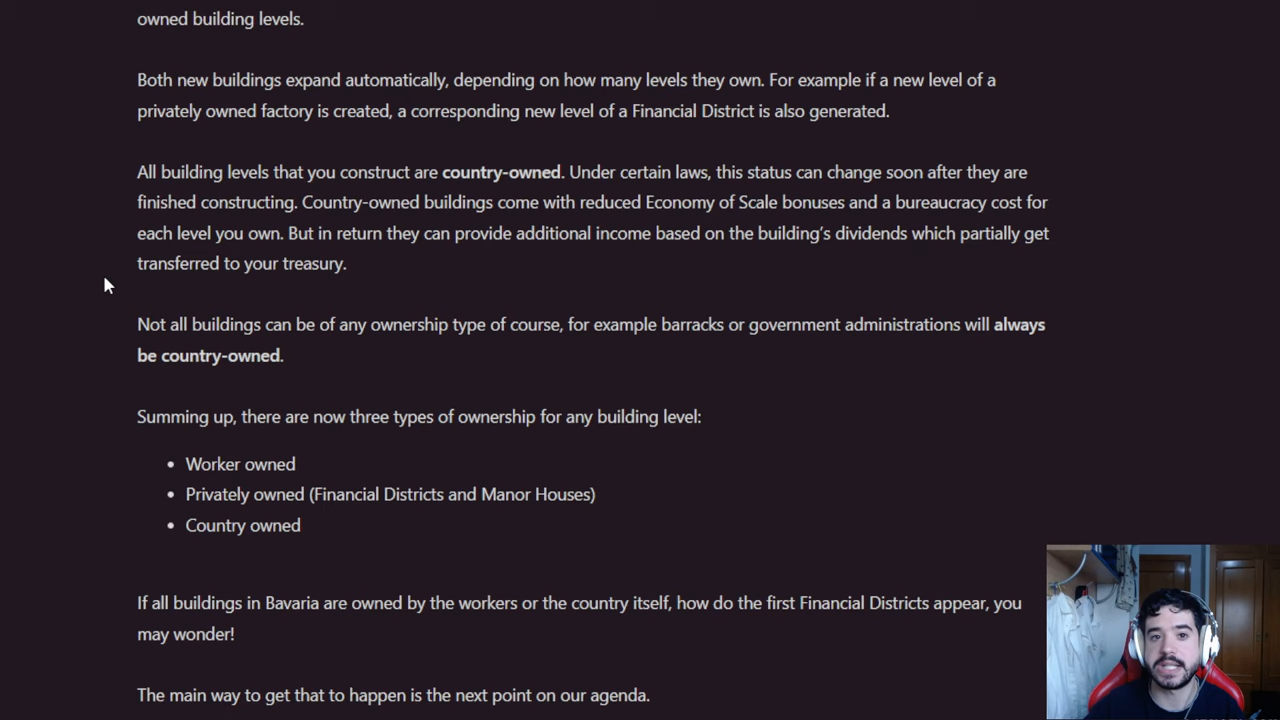 owned building levels.
Both new buildings expand automatically, depending on how many levels they own. For example if a new level of a
privately owned factory is created, a corresponding new level of a Financial District is also generated.
All building levels that you construct are country-owned. Under certain laws, this status can change soon after they are
finished constructing. Country-owned buildings come with reduced Economy of Scale bonuses and a bureaucracy cost for
each level you own. But in return they can provide additional income based on the building’s dividends which partially get
transferred to your treasury.
Not all buildings can be of any ownership type of course, for example barracks or government administrations will always
be country-owned.
Summing up, there are now three types of ownership for any building level:
• Worker owned
• Privately owned (Financial Districts and Manor Houses)
• Country owned
If all buildings in Bavaria are owned by the workers or the country itself, how do the first Financial Districts appear, you
may wonder!
The main way to get that to happen is the next point on our agenda.